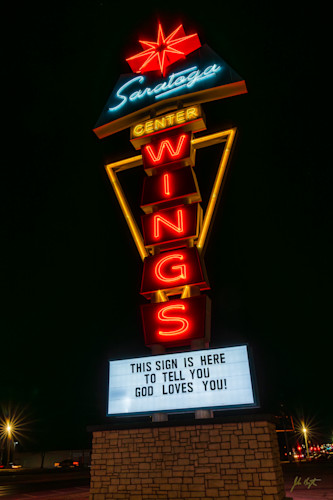 Saratoga
CENTER
WINGS
THIS SIGN IS HERE
TO TELL YOU
GOD LOVES YOU!